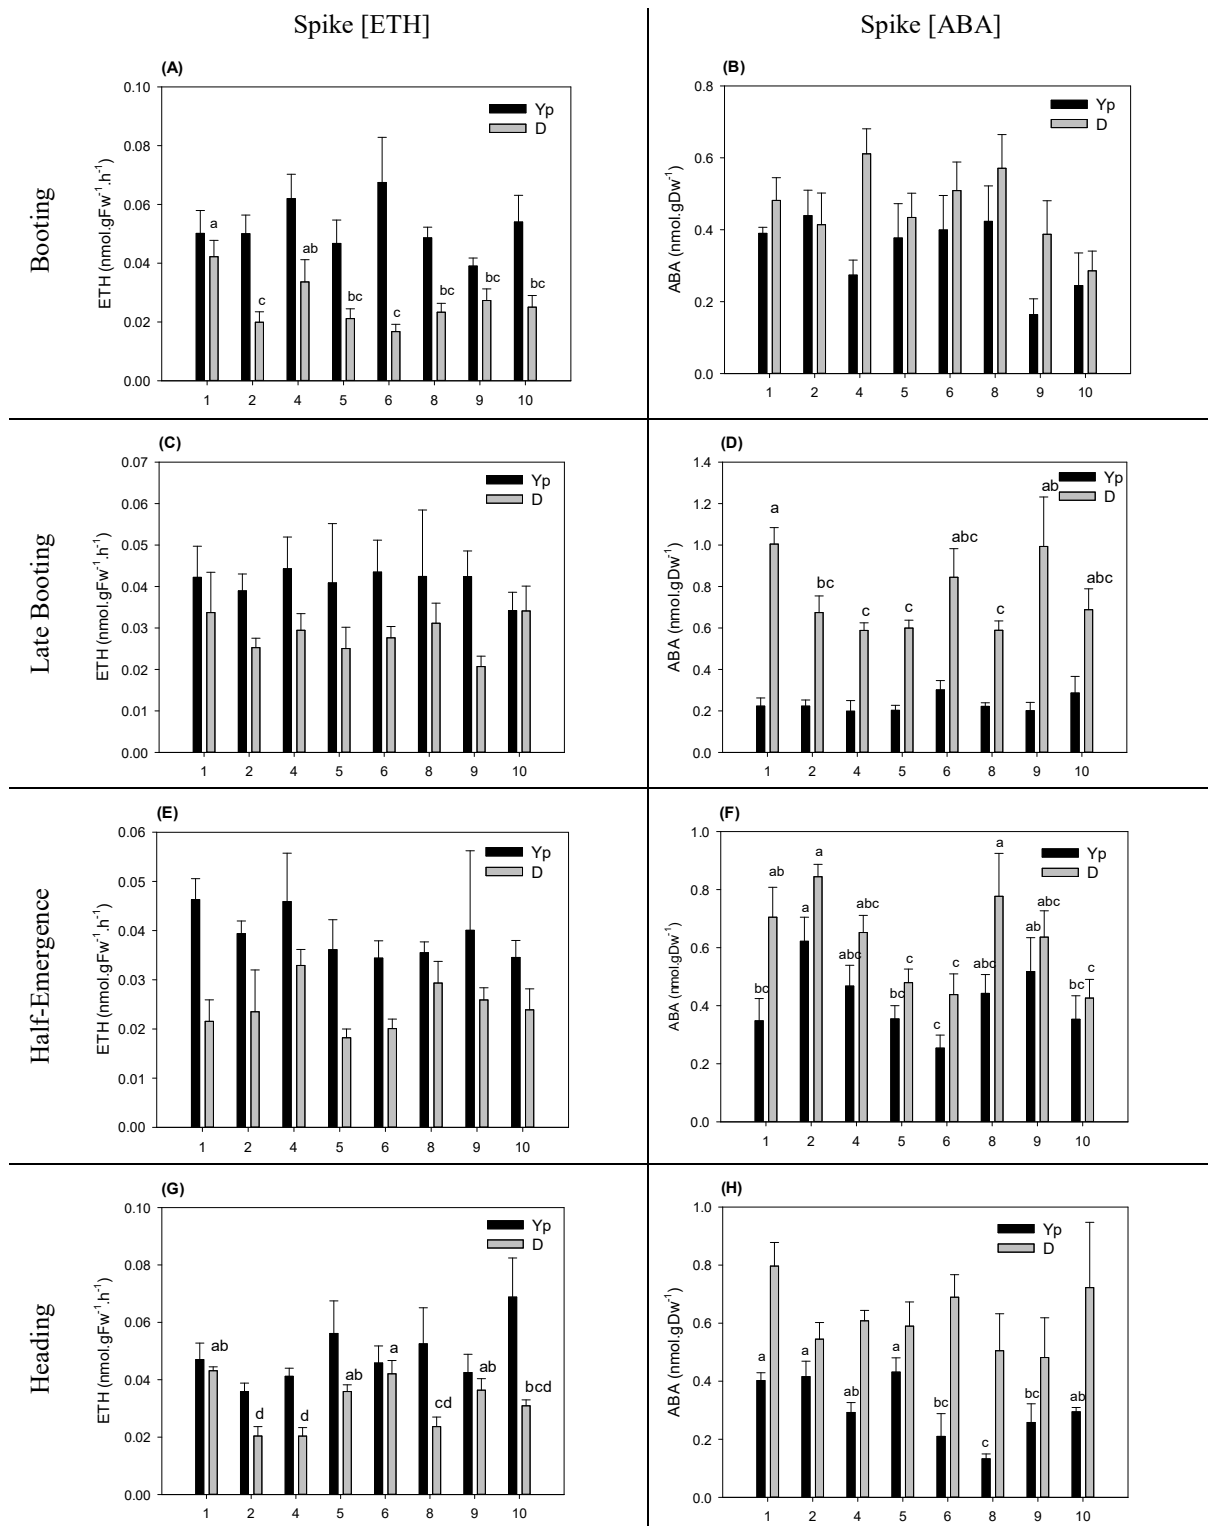 Spike [ETH]
Spike [ABA]
Booting
(A)
0.10
0.08
0.06
0.04
0.02
0.00
ETH (nmol.gFw⁻¹.h⁻¹)
Yp
D
a
c
ab
bc
c
bc
bc
bc
1 2 4 5 6 8 9 10
(B)
0.8
0.6
0.4
0.2
0.0
ABA (nmol.gDw⁻¹)
Yp
D
1 2 4 5 6 8 9 10
Late Booting
(C)
0.07
0.06
0.05
0.04
0.03
0.02
0.01
0.00
ETH (nmol.gFw⁻¹.h⁻¹)
Yp
D
1 2 4 5 6 8 9 10
(D)
1.4
1.2
1.0
0.8
0.6
0.4
0.2
0.0
ABA (nmol.gDw⁻¹)
Yp
D
a
bc
c
c
abc
c
ab
abc
1 2 4 5 6 8 9 10
Half-Emergence
(E)
0.06
0.05
0.04
0.03
0.02
0.01
0.00
ETH (nmol.gFw⁻¹.h⁻¹)
Yp
D
1 2 4 5 6 8 9 10
(F)
1.0
0.8
0.6
0.4
0.2
0.0
ABA (nmol.gDw⁻¹)
Yp
D
bc
ab
a
a
abc
abc
bc
c
c
c
abc
a
ab
abc
bc
c
1 2 4 5 6 8 9 10
Heading
(G)
0.10
0.08
0.06
0.04
0.02
0.00
ETH (nmol.gFw⁻¹.h⁻¹)
Yp
D
ab
d
d
ab
a
cd
ab
bcd
1 2 4 5 6 8 9 10
(H)
1.0
0.8
0.6
0.4
0.2
0.0
ABA (nmol.gDw⁻¹)
Yp
D
a
a
ab
a
bc
c
bc
ab
1 2 4 5 6 8 9 10